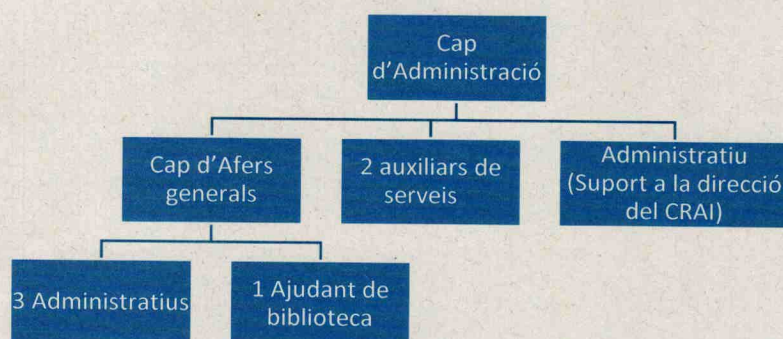 Cap
d'Administració
Cap d'Afers
generals
2 auxiliars de
serveis
Administratiu
(Suport a la direcció
del CRAI)
3 Administratius
1 Ajudant de
biblioteca